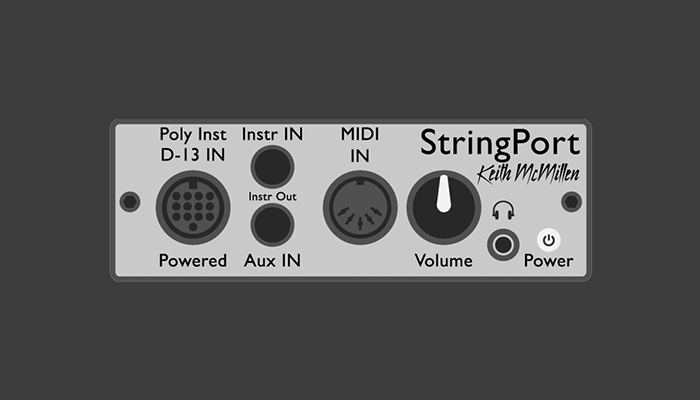 Poly Inst
D-13 IN
Powered
Instr IN
Instr Out
Aux IN
MIDI
IN
StringPort
Keith McMillen
Volume
Power